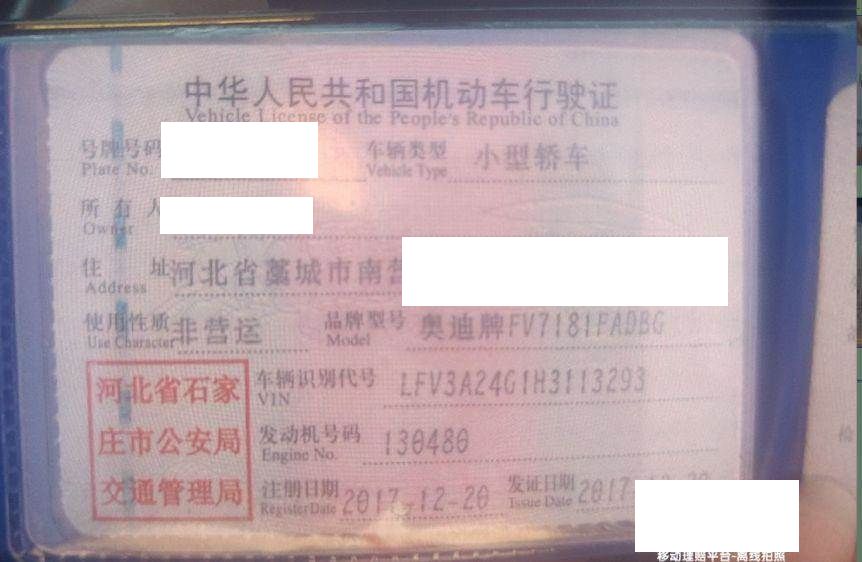 中华人民共和国机动车行驶证
Vehicle License of the People's Republic of China
号牌号码 车辆类型 小型轿车
Plate No. Vehicle Type
所有人
Owner
住址 河北省藁城市南营
Address
使用性质 非营运 品牌型号 奥迪牌FV7181FADBG
Use Character Model
河北省石家
庄市公安局
交通管理局
车辆识别代号 LFV3A24G1H3113293
VIN
发动机号码 130480
Engine No.
注册日期 2017-12-20 发证日期 2017-12-20
Register Date Issue Date
移动理赔平台-离线拍照